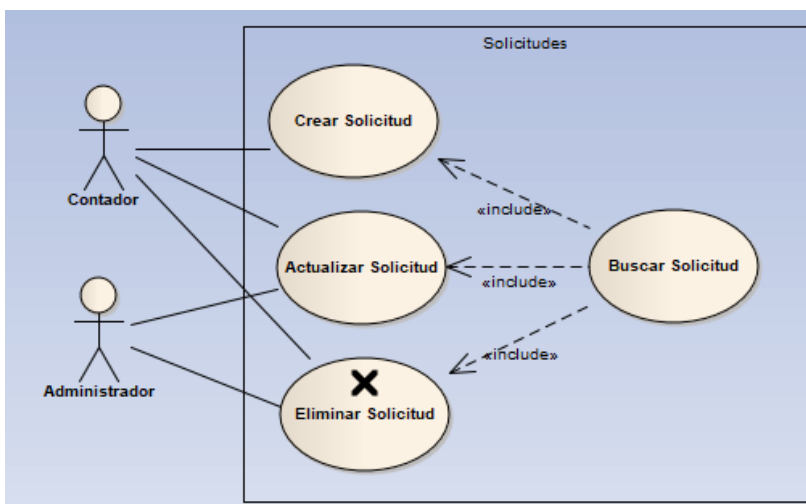 Solicitudes
Crear Solicitud
Contador
«include»
Actualizar Solicitud
«include»
Buscar Solicitud
«include»
Administrador
Eliminar Solicitud